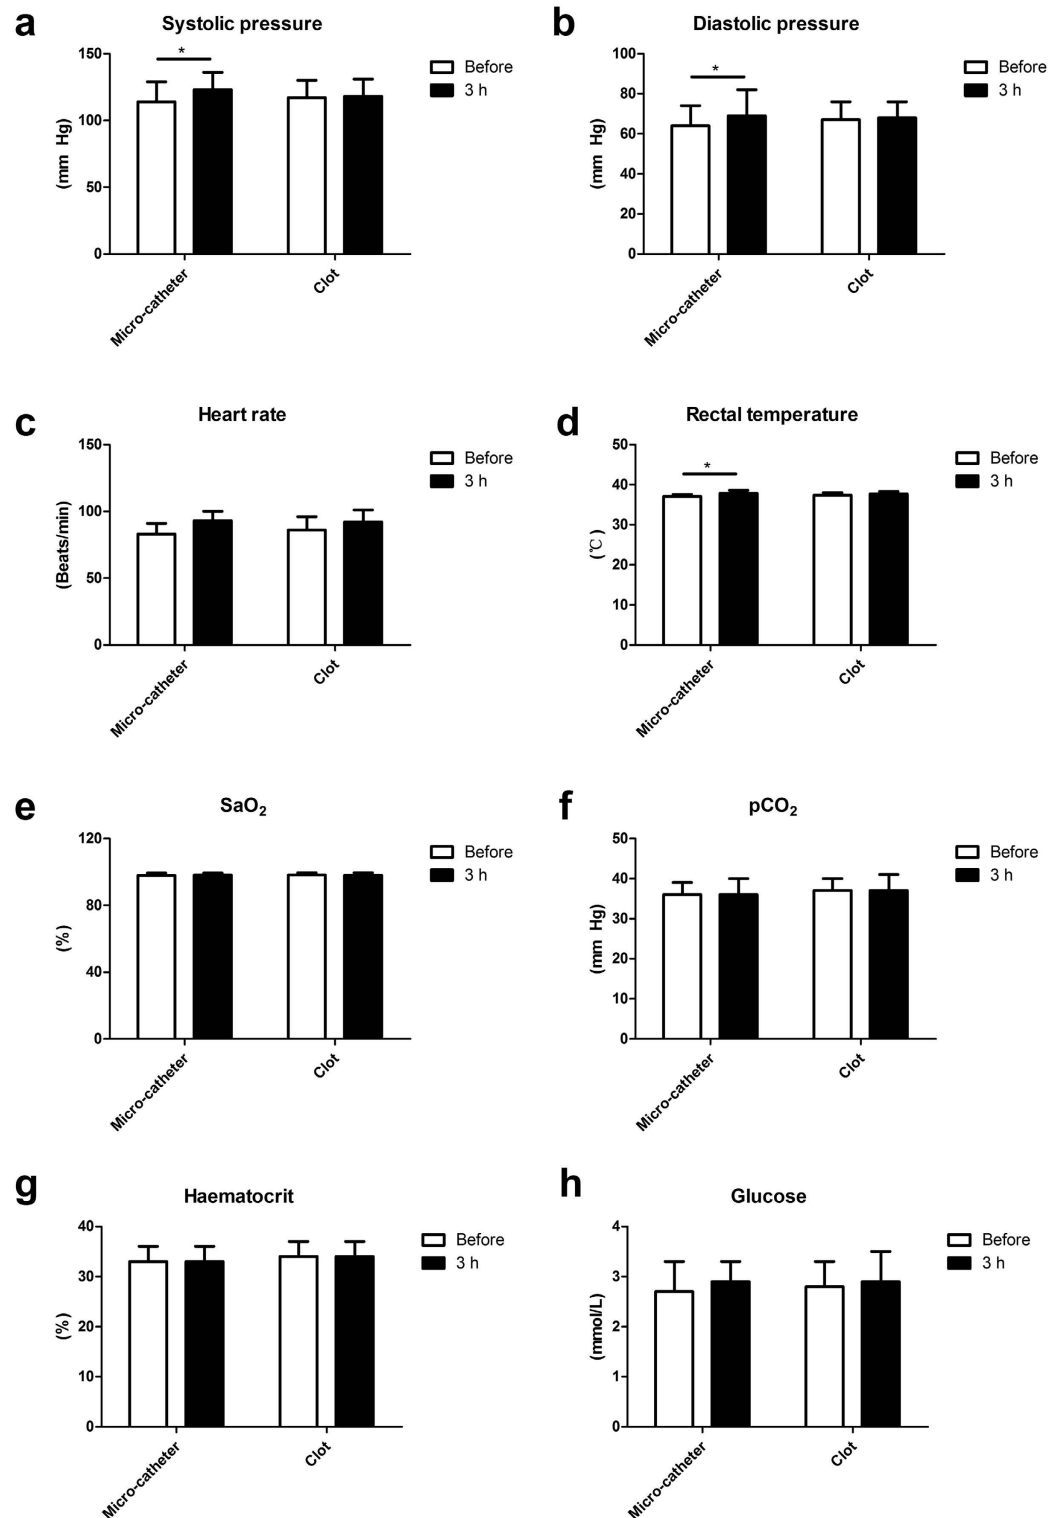 a
Systolic pressure
150
100
50
0
(mm Hg)
*
Before
3 h
Micro-catheter
Clot
b
Diastolic pressure
100
80
60
40
20
0
(mm Hg)
*
Before
3 h
Micro-catheter
Clot
c
Heart rate
150
100
50
0
(Beats/min)
Before
3 h
Micro-catheter
Clot
d
Rectal temperature
50
40
30
20
10
0
(℃)
*
Before
3 h
Micro-catheter
Clot
e
SaO₂
120
80
40
0
(%)
Before
3 h
Micro-catheter
Clot
f
pCO₂
50
40
30
20
10
0
(mm Hg)
Before
3 h
Micro-catheter
Clot
g
Haematocrit
40
30
20
10
0
(%)
Before
3 h
Micro-catheter
Clot
h
Glucose
4
3
2
1
0
(mmol/L)
Before
3 h
Micro-catheter
Clot